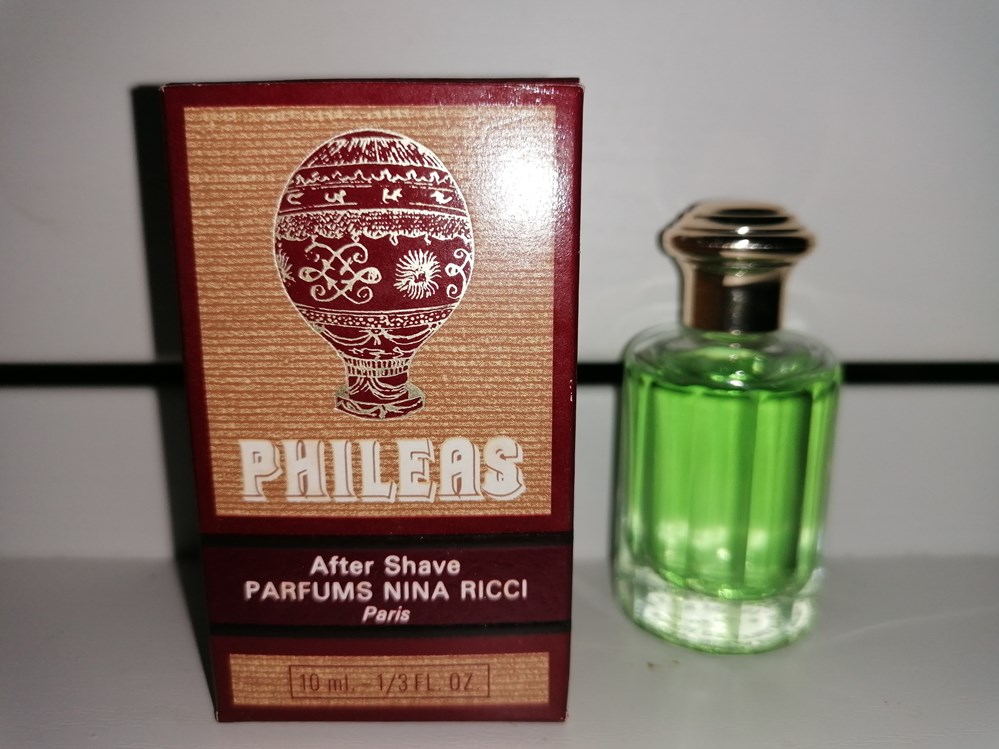 PHILEAS
After Shave
PARFUMS NINA RICCI
Paris
10 ml. 1/3 FL. OZ